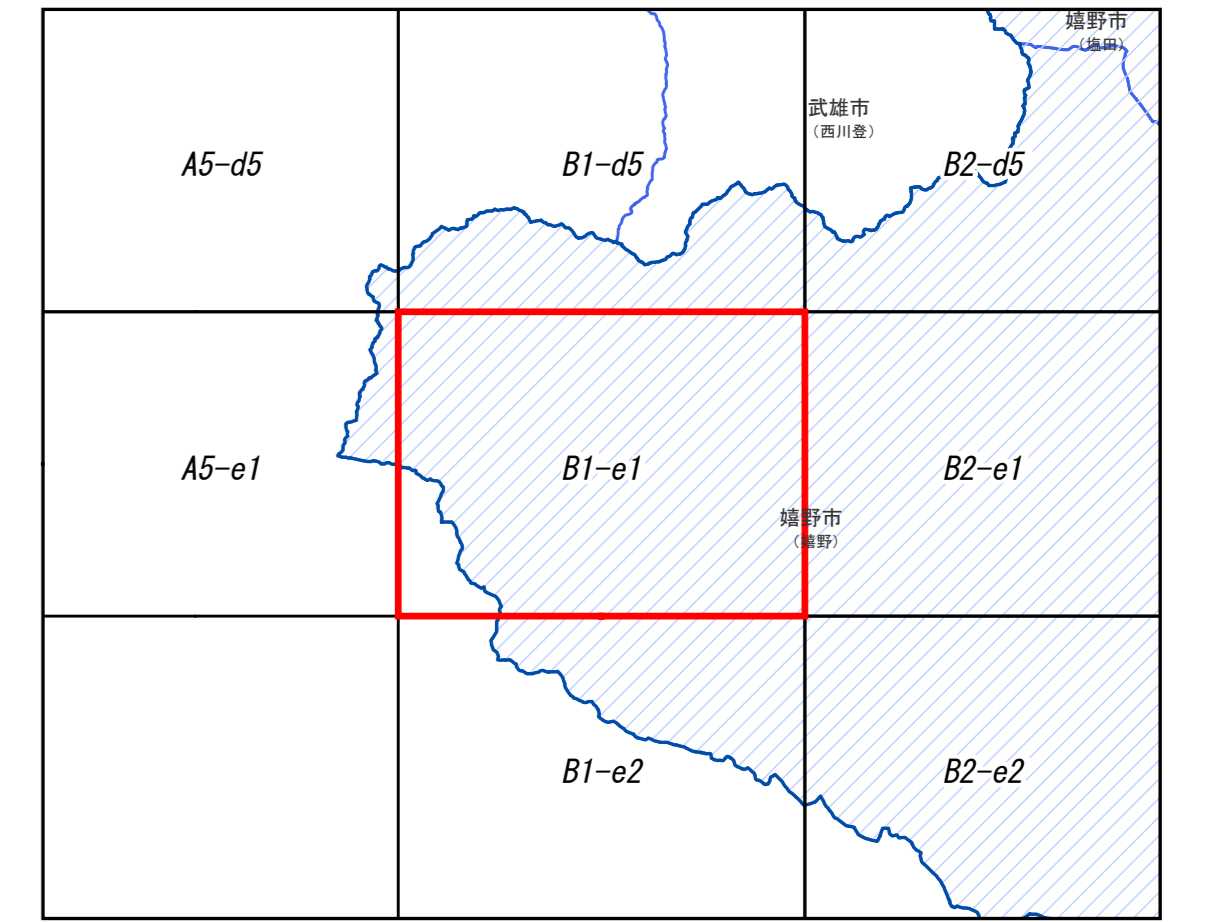 嬉野市
（塩田）
武雄市
（西川登）
A5-d5
B1-d5
B2-d5
A5-e1
B1-e1
B2-e1
嬉野市
（嬉野）
B1-e2
B2-e2